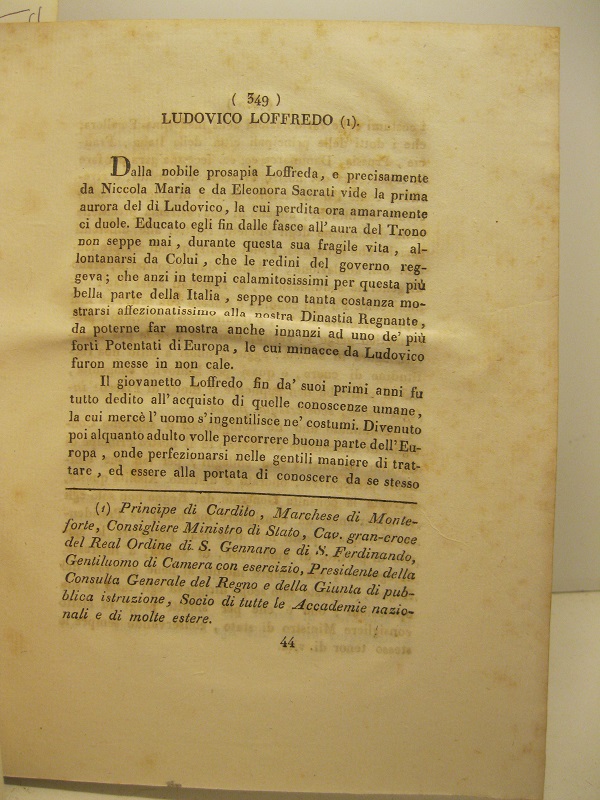 ( 349 )
LUDOVICO LOFFREDO (1).
Dalla nobile prosapia Loffreda, e precisamente
da Niccola Maria e da Eleonora Sacrati vide la prima
aurora del di Ludovico, la cui perdita ora amaramente
ci duole. Educato egli fin dalle fasce all' aura del Trono
non seppe mai, durante questa sua fragile vita, al-
lontanarsi da Colui, che le redini del governo reg-
geva; che anzi in tempi calamitosissimi per questa più
bella parte della Italia, seppe con tanta costanza mo-
strarsi affezionatissimo alla nostra Dinastia Regnante,
da poterne far mostra anche innanzi ad uno de' più
forti Potentati di Europa, le cui minacce da Ludovico
furon messe in non cale.
Il giovanetto Loffredo fin da' suoi primi anni fu
tutto dedito all' acquisto di quelle conoscenze umane,
la cui mercè l' uomo s' ingentilisce ne' costumi. Divenuto
poi alquanto adulto volle percorrere buona parte dell' Eu-
ropa, onde perfezionarsi nelle gentili maniere di trat-
tare, ed essere alla portata di conoscere da se stesso
(1) Principe di Cardito, Marchese di Monte-
forte, Consigliere Ministro di Stato, Cav. gran-croce
del Real Ordine di S. Gennaro e di S. Ferdinando,
Gentiluomo di Camera con esercizio, Presidente della
Consulta Generale del Regno e della Giunta di pub-
blica istruzione, Socio di tutte le Accademie nazio-
nali e di molte estere.
44